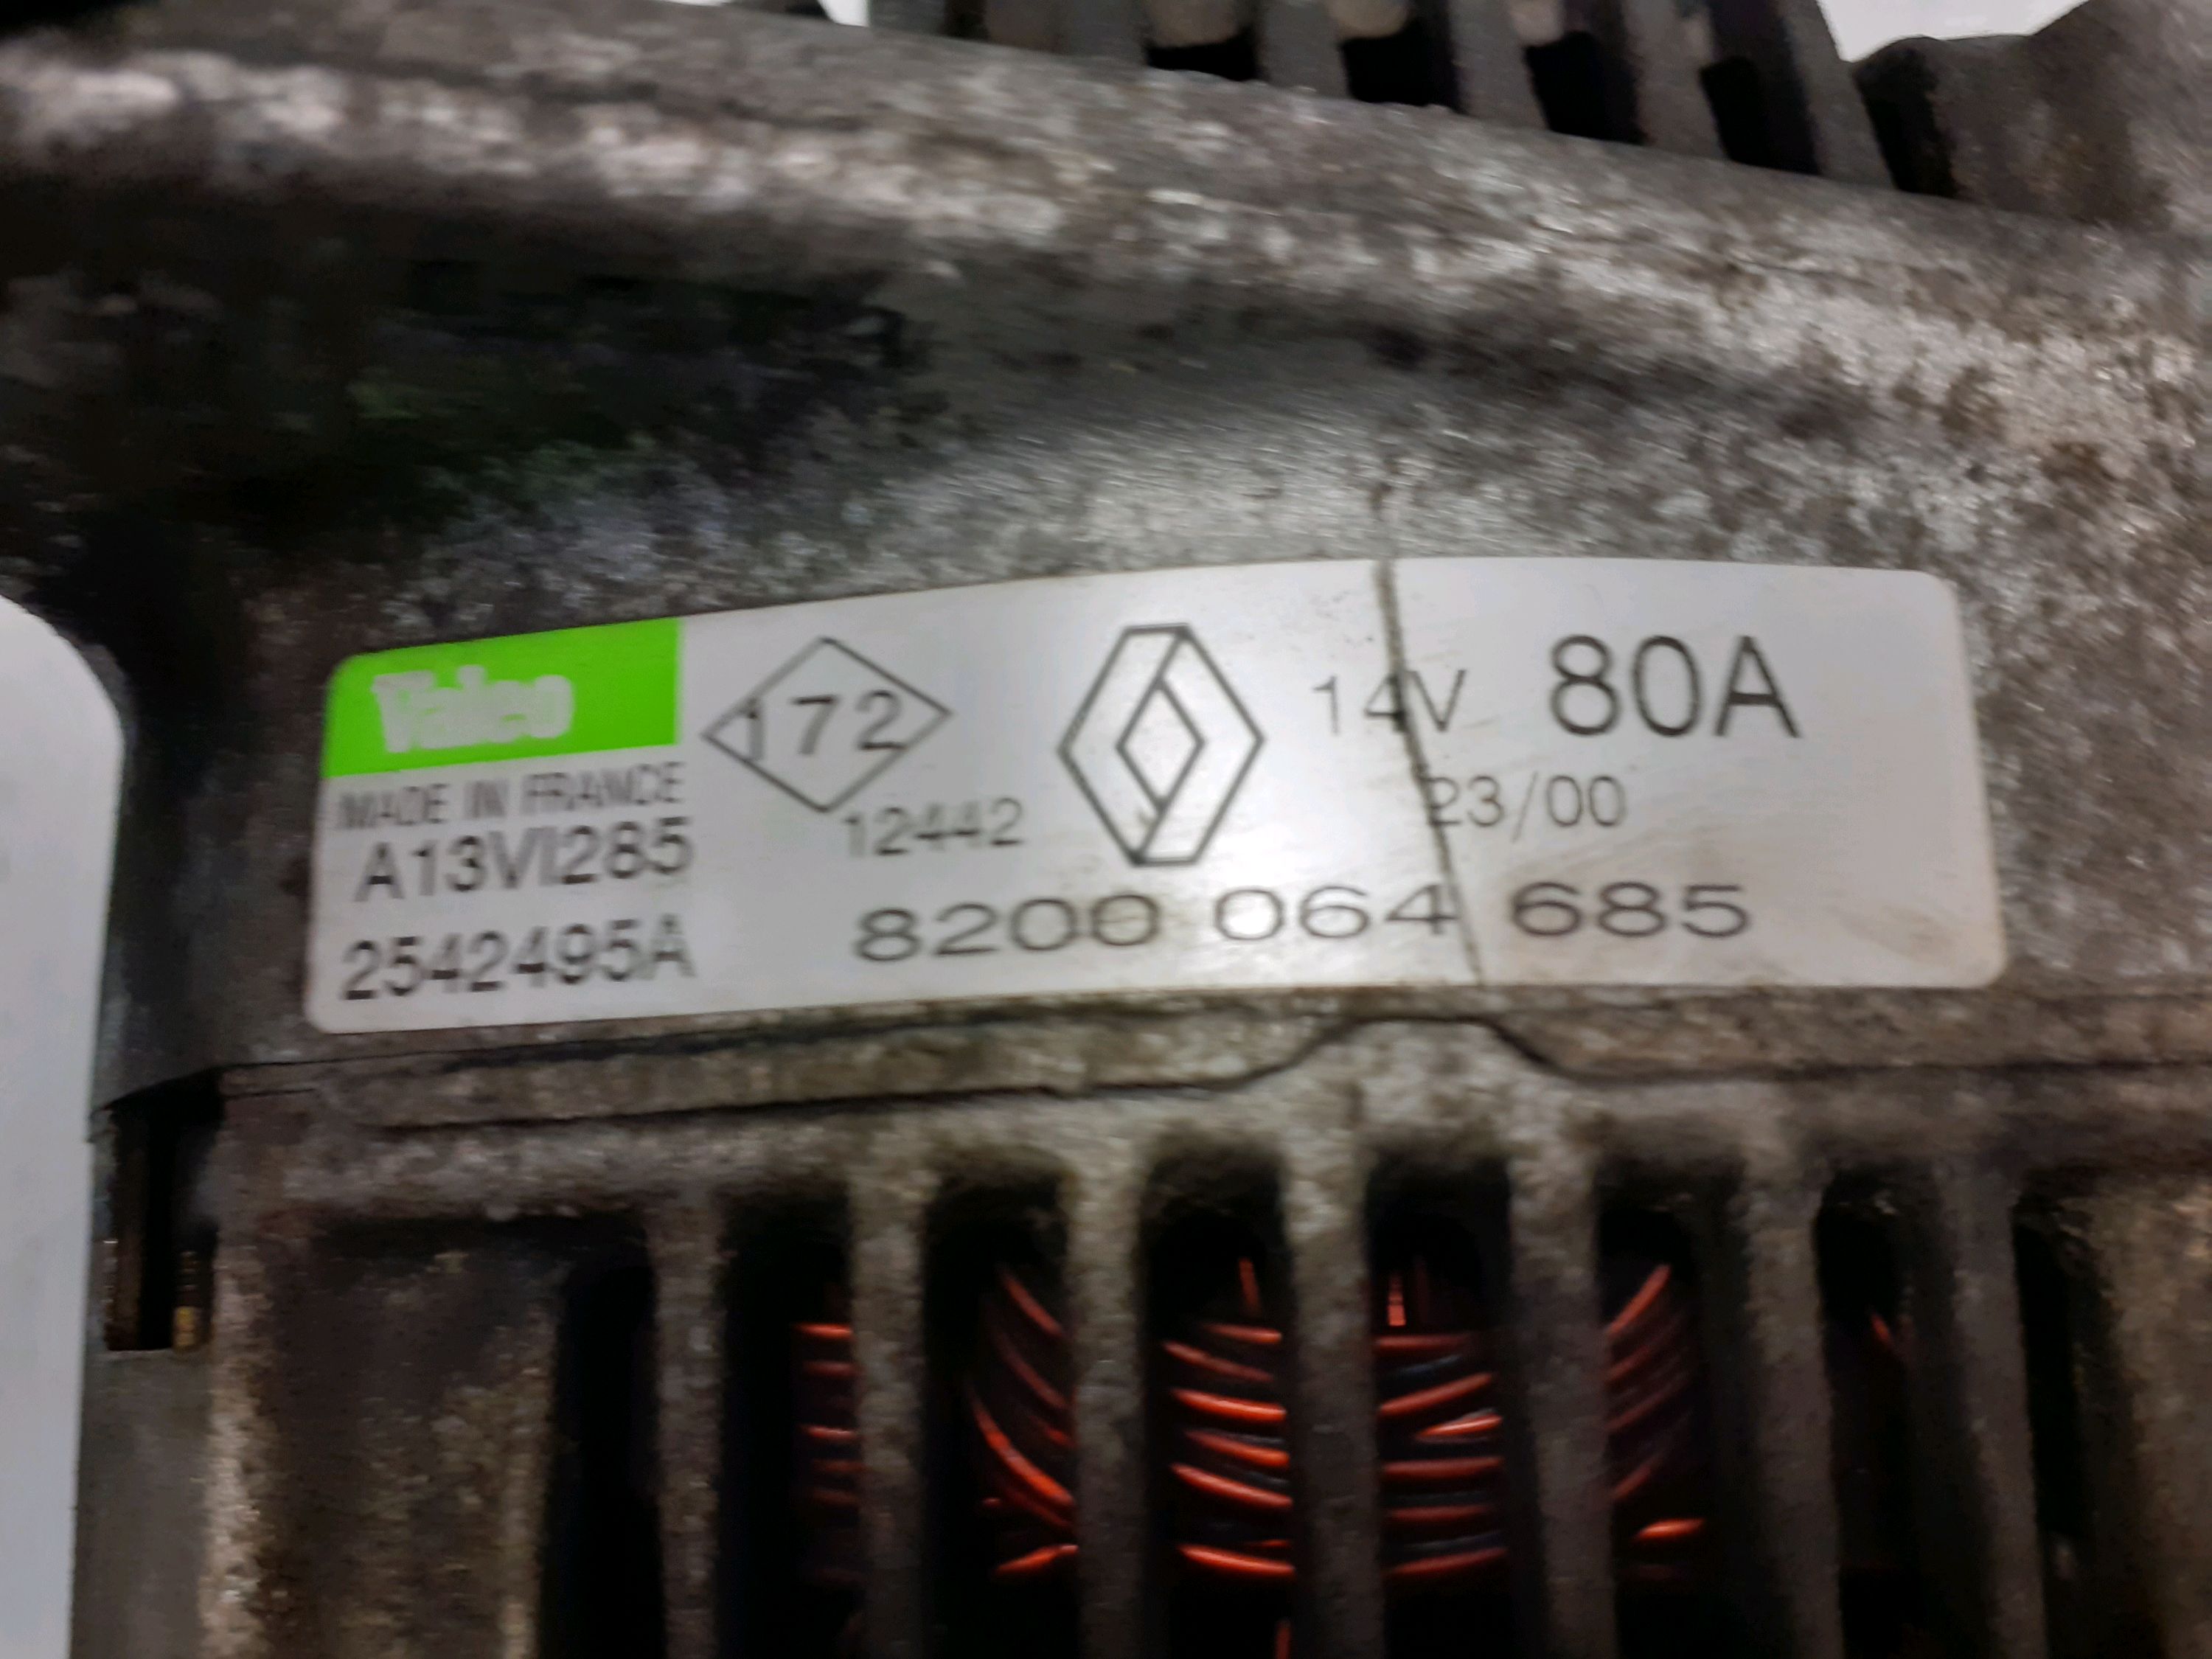 Valeo
MADE IN FRANCE
A13VI285
2542495A
172
12442
14V 80A
23/00
8200 064 685